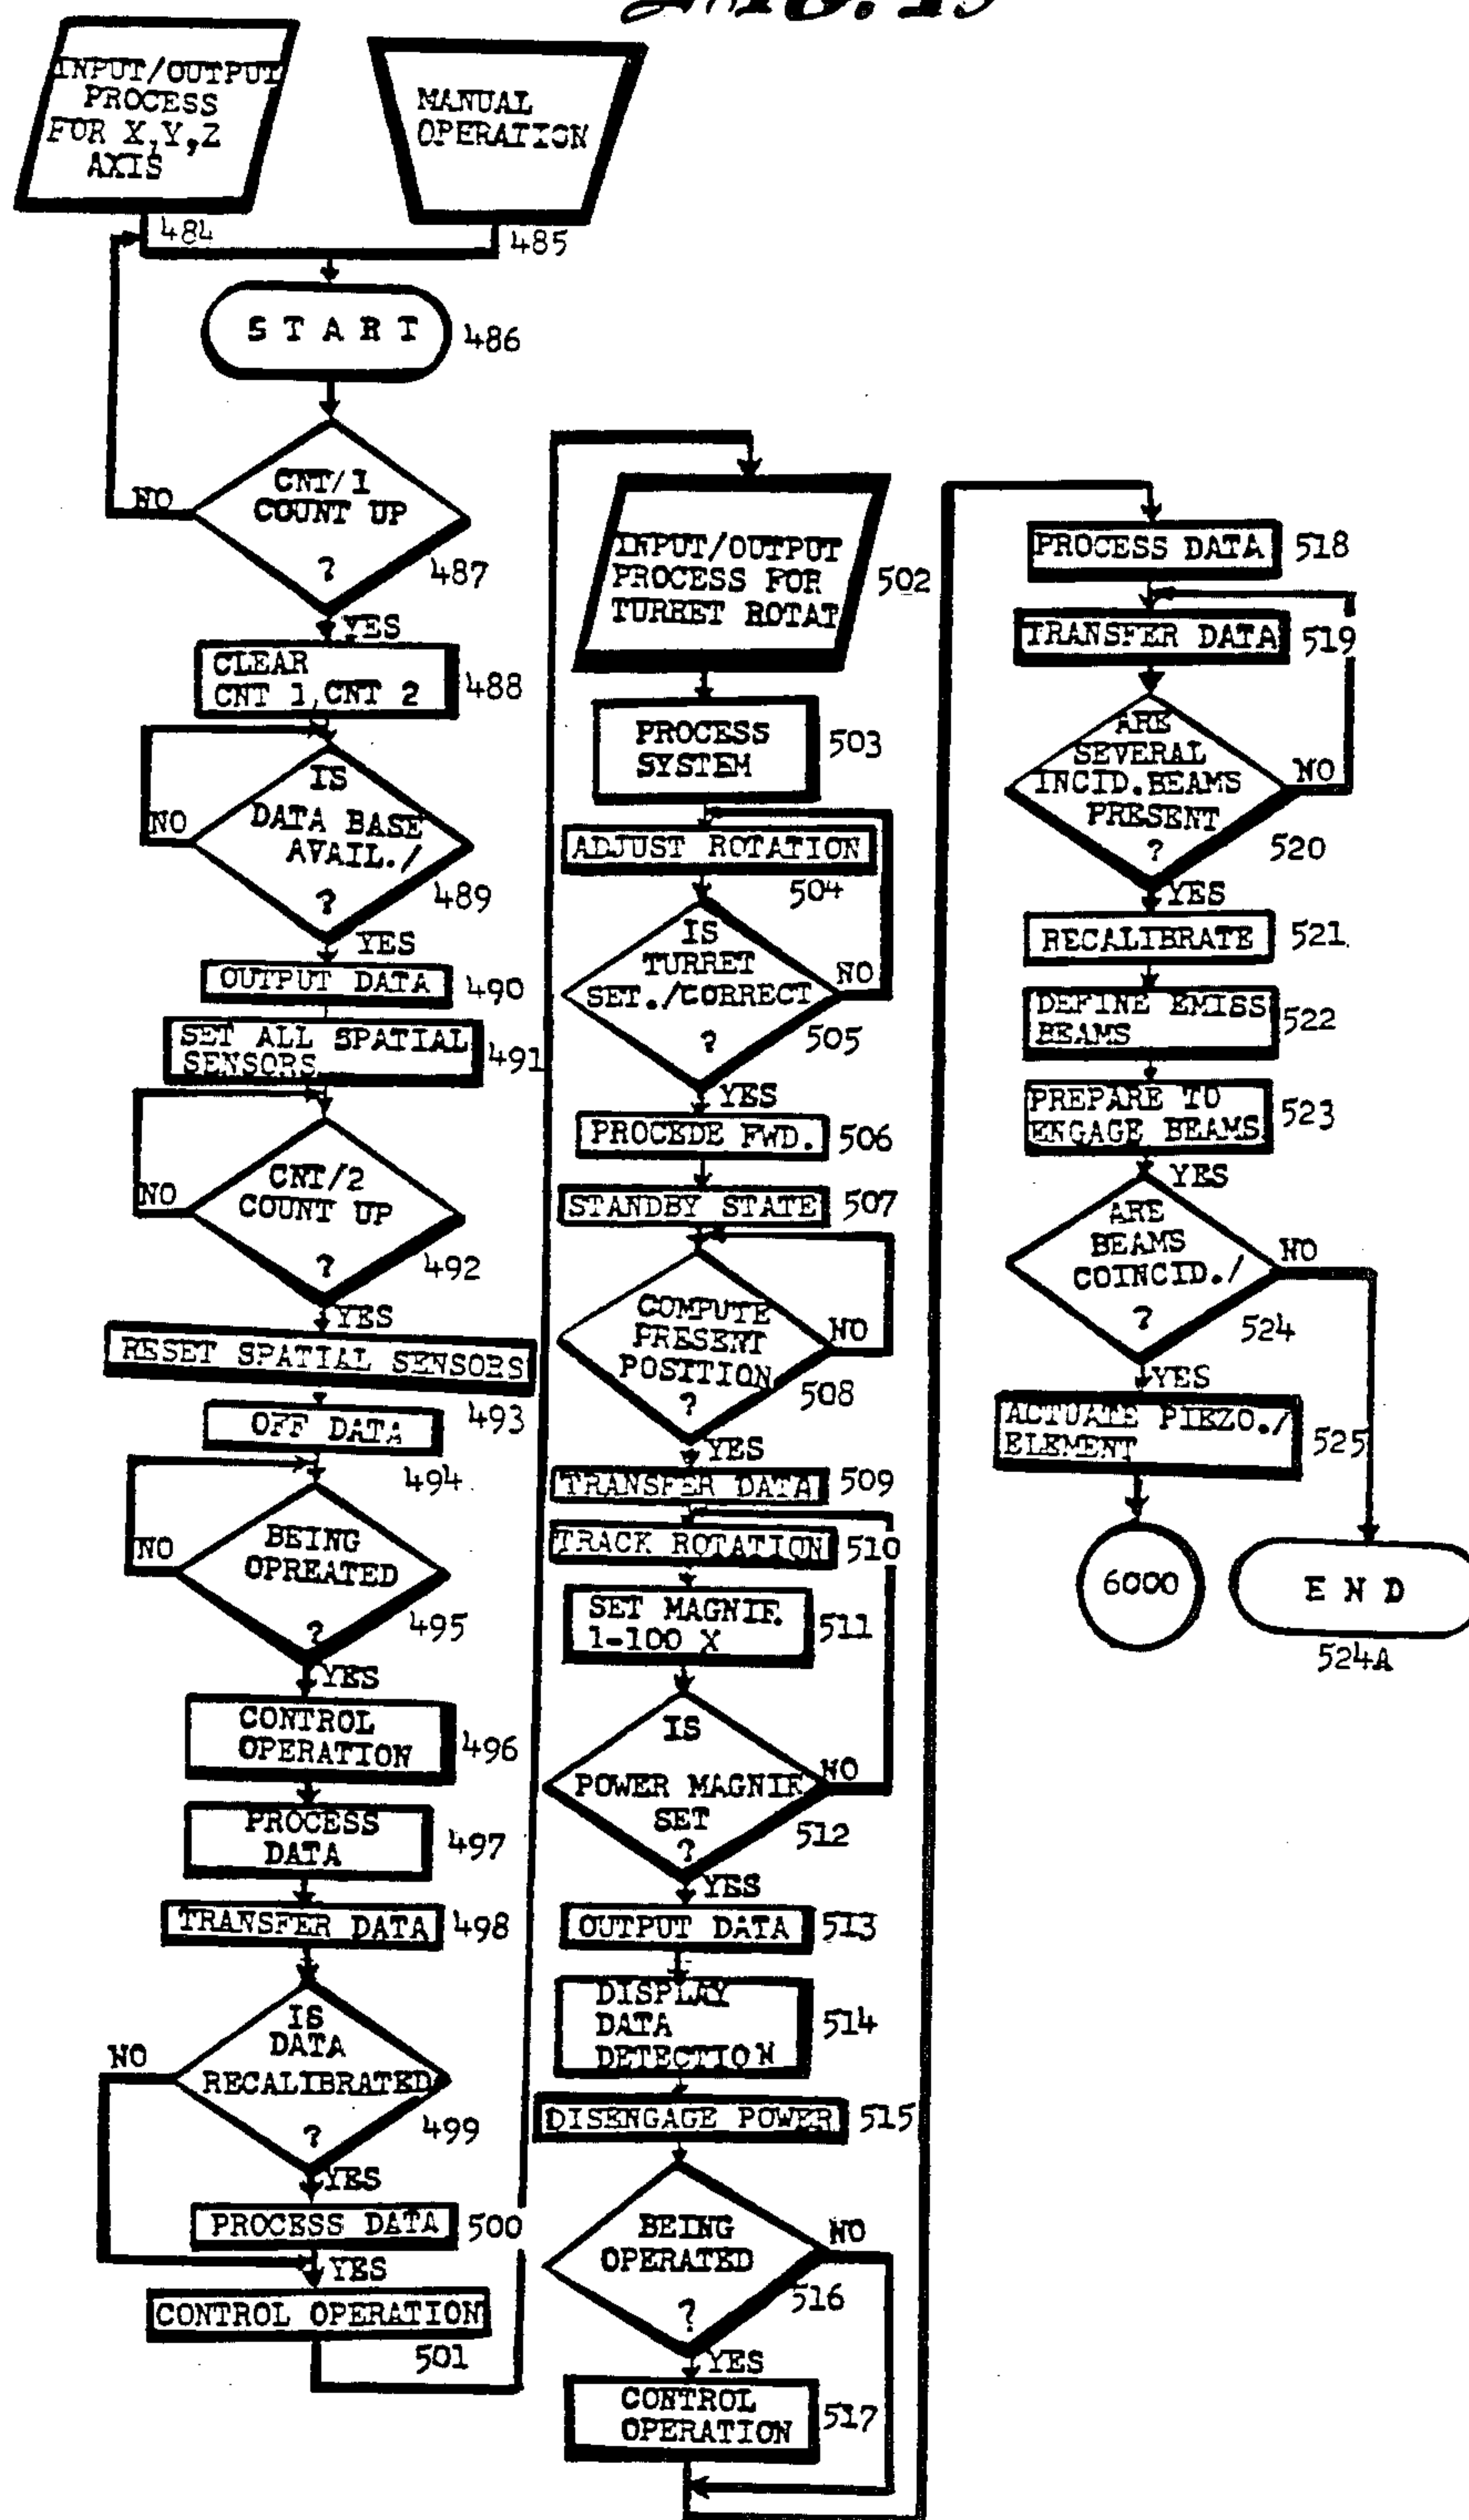 INPUT/OUTPUT
PROCESS
FOR X,Y,Z
AXIS
484
MANUAL
OPERATION
485
START
486
CNT/1
COUNT UP
?
487
NO
YES
CLEAR
CNT 1,CNT 2
488
IS
DATA BASE
AVAIL./
?
489
NO
YES
OUTPUT DATA
490
SET ALL SPATIAL
SENSORS
491
CNT/2
COUNT UP
?
492
NO
YES
RESET SPATIAL SENSORS
493
OFF DATA
494
BEING
OPREATED
?
495
NO
YES
CONTROL
OPERATION
496
PROCESS
DATA
497
TRANSFER DATA
498
IS
DATA
RECALIBRATED
?
499
NO
YES
PROCESS DATA
500
YES
CONTROL OPERATION
501
INPUT/OUTPUT
PROCESS FOR
TURRET ROTAT
502
PROCESS
SYSTEM
503
ADJUST ROTATION
504
IS
TURRET
SET./CORRECT
?
505
NO
YES
PROCEDE FWD.
506
STANDBY STATE
507
COMPUTE
PRESENT
POSITION
?
508
NO
YES
TRANSFER DATA
509
TRACK ROTATION
510
SET MAGNIF.
1-100 X
511
IS
POWER MAGNIF
SET
?
512
NO
YES
OUTPUT DATA
513
DISPLAY
DATA
DETECTION
514
DISENGAGE POWER
515
BEING
OPERATED
?
516
NO
YES
CONTROL
OPERATION
517
PROCESS DATA
518
TRANSFER DATA
519
ARE
SEVERAL
INCID.BEAMS
PRESENT
?
520
NO
YES
RECALIBRATE
521
DEFINE EMISS
BEAMS
522
PREPARE TO
ENGAGE BEAMS
523
YES
ARE
BEAMS
COINCID./
?
524
NO
YES
ACTUATE PIEZO./
ELEMENT
525
6000
END
524A